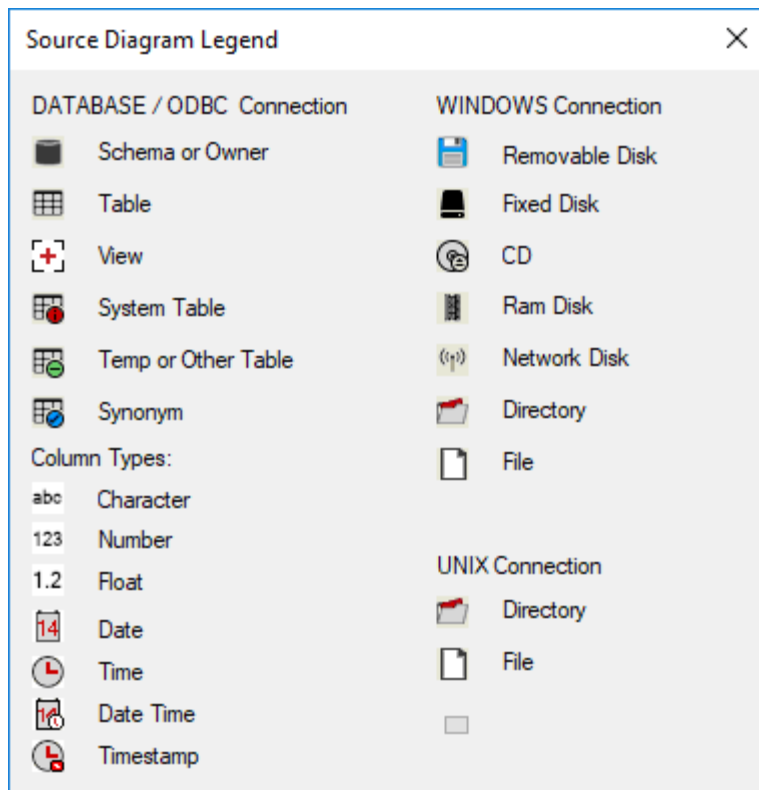 Source Diagram Legend
DATABASE / ODBC Connection
Schema or Owner
Table
View
System Table
Temp or Other Table
Synonym
Column Types:
abc Character
123 Number
1.2 Float
14 Date
Time
14 Date Time
Timestamp
WINDOWS Connection
Removable Disk
Fixed Disk
CD
Ram Disk
Network Disk
Directory
File
UNIX Connection
Directory
File